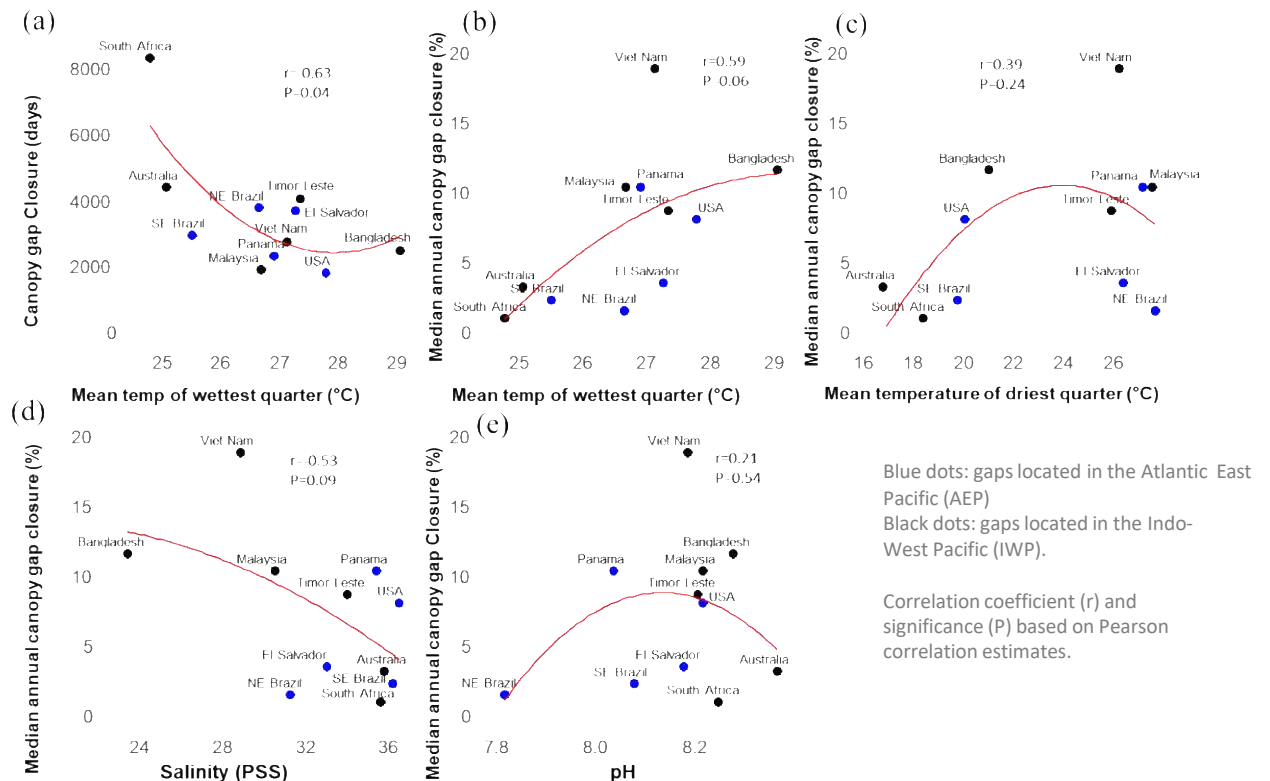 (a)
Canopy gap Closure (days)
8000
6000
4000
2000
0
South Africa
r=-0.63
P=0.04
Australia
NE Brazil
Timor Leste
El Salvador
SE Brazil
Viet Nam
Panama
Bangladesh
Malaysia
USA
25
26
27
28
29
Mean temp of wettest quarter (°C)
(b)
Median annual canopy gap closure (%)
20
15
10
5
0
Viet Nam
r=0.59
P=0.06
Bangladesh
Malaysia
Panama
Timor Leste
USA
El Salvador
Australia
SE Brazil
NE Brazil
South Africa
25
26
27
28
29
Mean temp of wettest quarter (°C)
(c)
Median annual canopy gap closure (%)
20
15
10
5
0
r=0.39
P=0.24
Viet Nam
Bangladesh
Panama
Malaysia
USA
Timor Leste
Australia
El Salvador
SE Brazil
South Africa
NE Brazil
16
18
20
22
24
26
Mean temperature of driest quarter (°C)
(d)
Median annual canopy gap closure (%)
20
15
10
5
0
Viet Nam
r=-0.53
P=0.09
Bangladesh
Malaysia
Panama
Timor Leste
USA
El Salvador
Australia
NE Brazil
SE Brazil
South Africa
24
28
33
36
Salinity (PSS)
(e)
Median annual canopy gap Closure (%)
20
15
10
5
0
Viet Nam
r=0.21
P=0.54
Bangladesh
Panama
Malaysia
Timor Leste
USA
El Salvador
SE Brazil
Australia
NE Brazil
South Africa
7.8
8.0
8.2
pH
Blue dots: gaps located in the Atlantic East
Pacific (AEP)
Black dots: gaps located in the Indo-
West Pacific (IWP).
Correlation coefficient (r) and
significance (P) based on Pearson
correlation estimates.